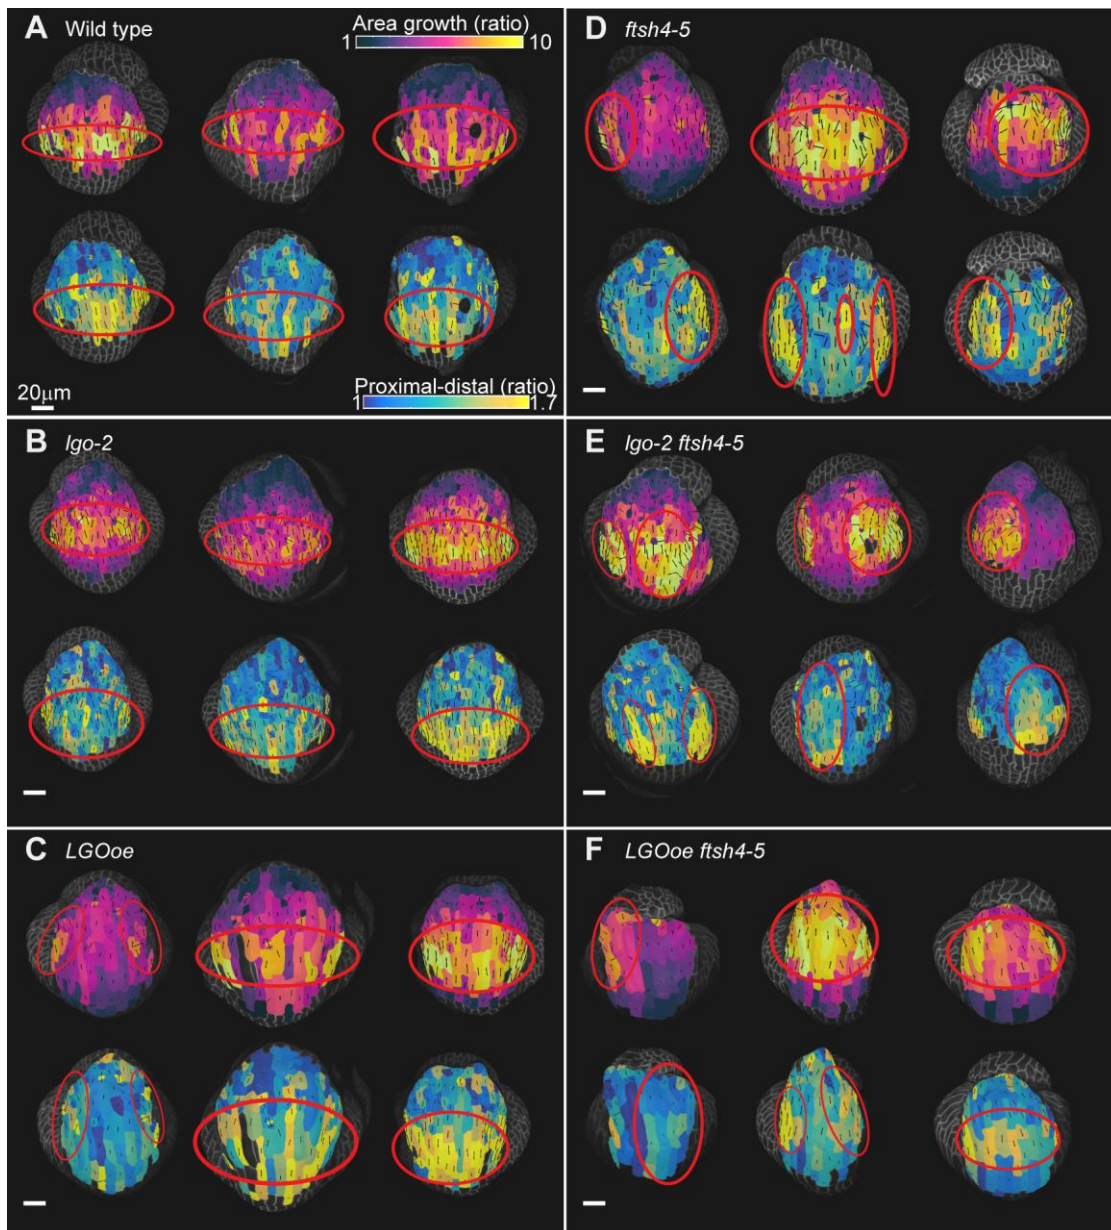 A Wild type
Area growth (ratio)
1 10
20µm
Proximal-distal (ratio)
1 1.7
B lgo-2
C LGOoe
D ftsh4-5
E lgo-2 ftsh4-5
F LGOoe ftsh4-5